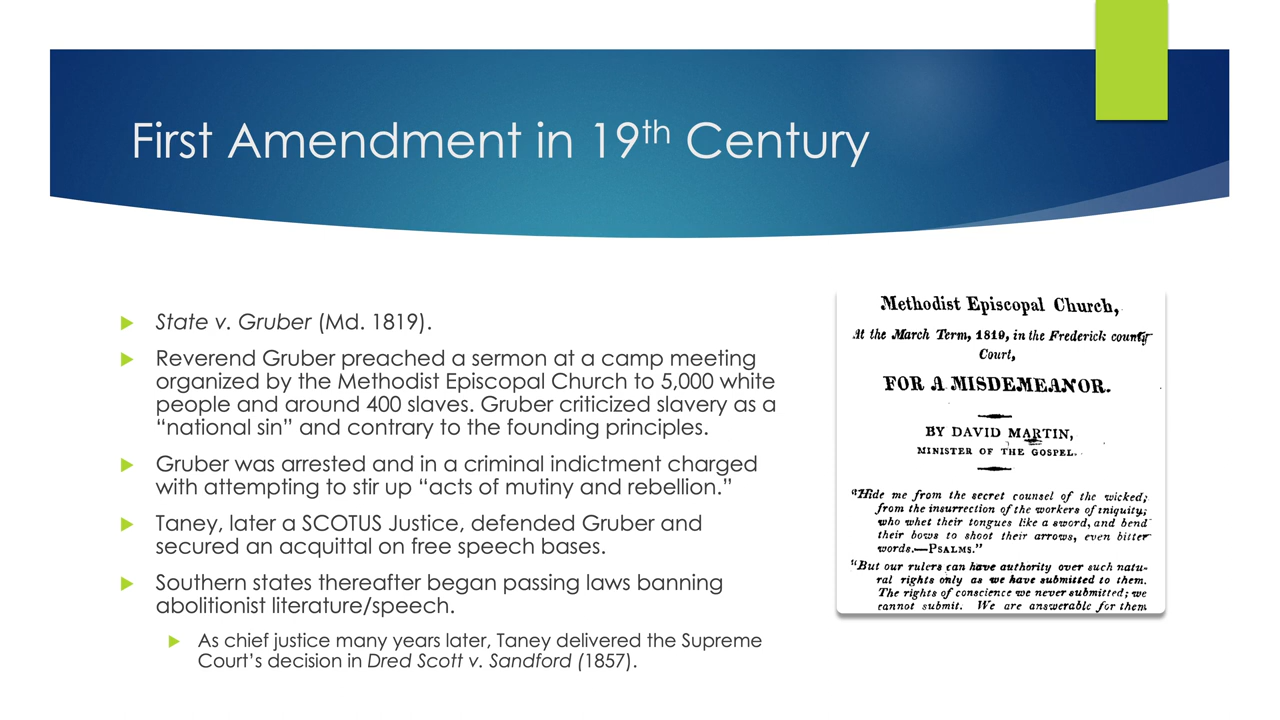 First Amendment in 19th Century
State v. Gruber (Md. 1819).
Reverend Gruber preached a sermon at a camp meeting
organized by the Methodist Episcopal Church to 5,000 white
people and around 400 slaves. Gruber criticized slavery as a
“national sin” and contrary to the founding principles.
Gruber was arrested and in a criminal indictment charged
with attempting to stir up “acts of mutiny and rebellion.”
Taney, later a SCOTUS Justice, defended Gruber and
secured an acquittal on free speech bases.
Southern states thereafter began passing laws banning
abolitionist literature/speech.
As chief justice many years later, Taney delivered the Supreme
Court’s decision in Dred Scott v. Sandford (1857).
Methodist Episcopal Church,
At the March Term, 1819, in the Frederick county
Court,
FOR A MISDEMEANOR.
BY DAVID MARTIN,
MINISTER OF THE GOSPEL.
“Hide me from the secret counsel of the wicked;
from the insurrection of the workers of iniquity;
who whet their tongues like a sword, and bend
their bows to shoot their arrows, even bitter
words.—PSALMS.”
“But our rulers can have authority over such natu-
ral rights only as we have submitted to them.
The rights of conscience we never submitted; we
cannot submit. We are answerable for them